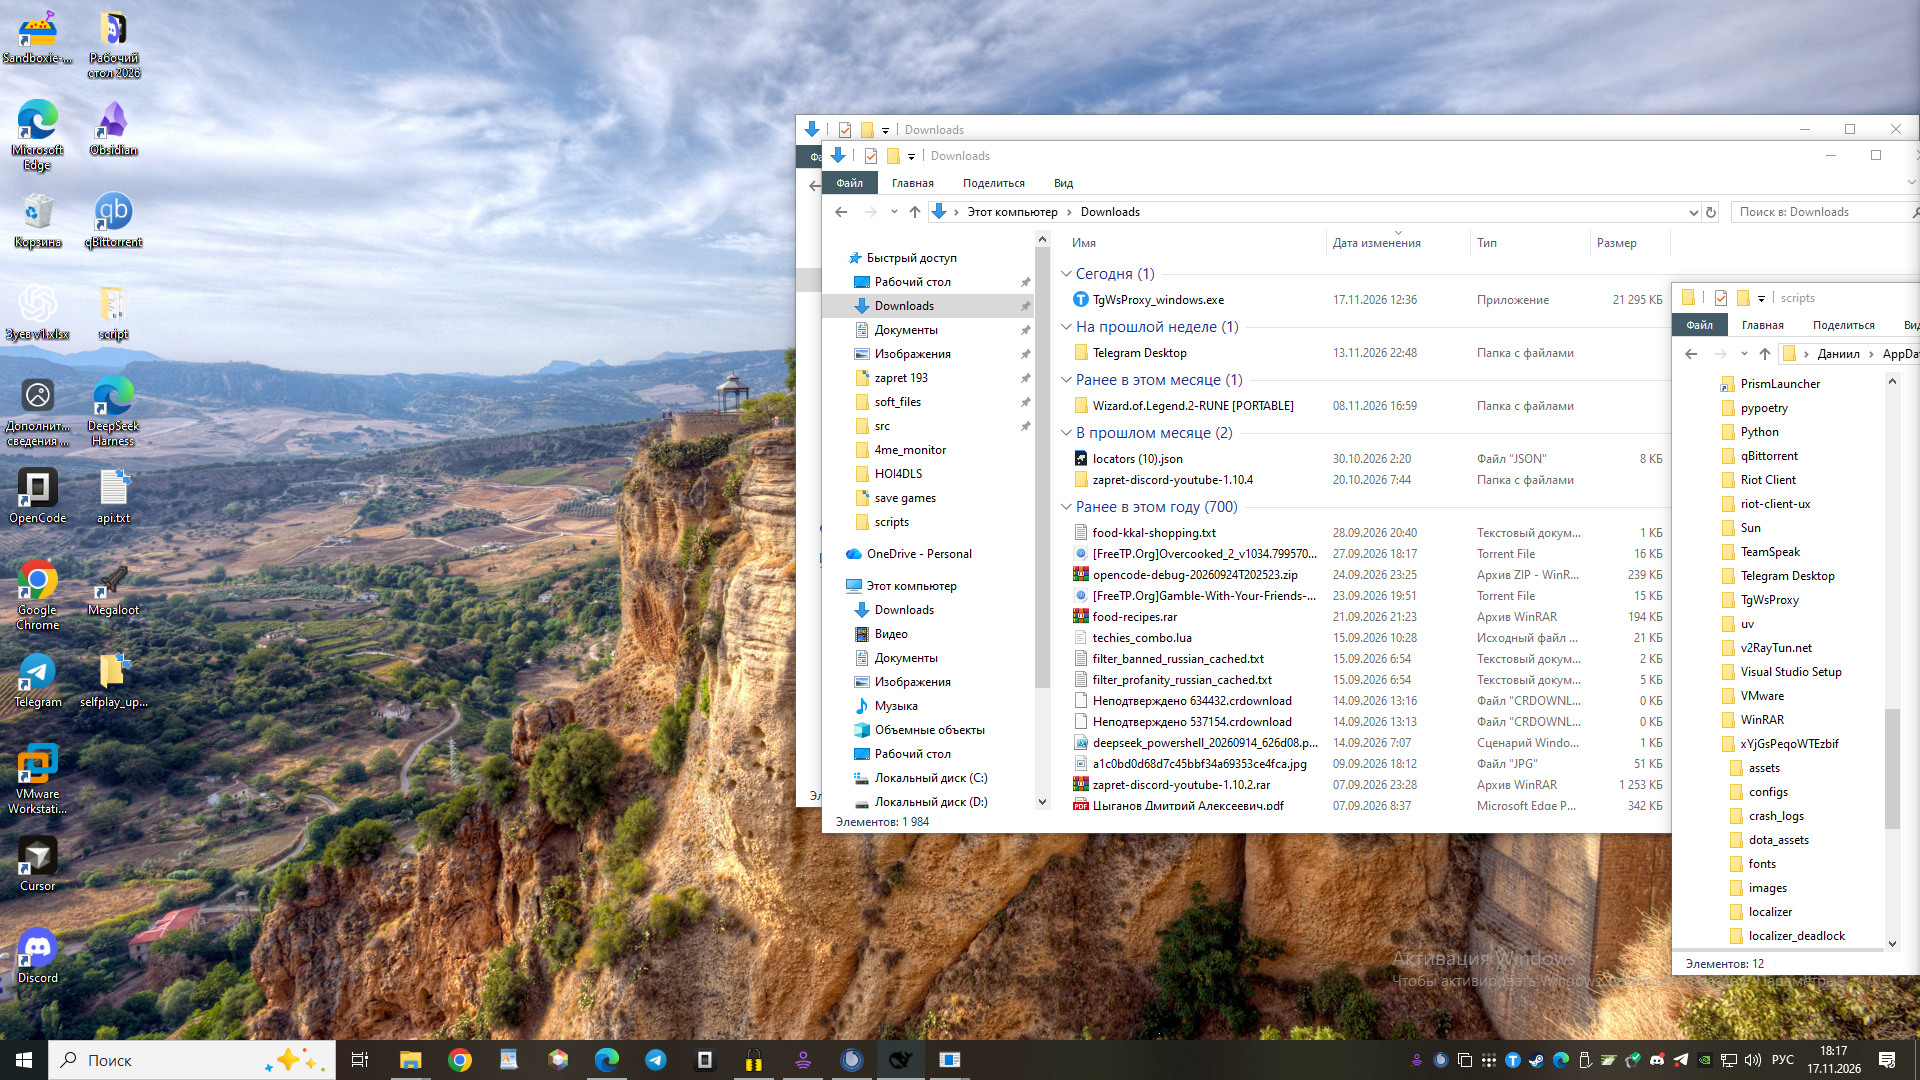 Sandboxie-...
Рабочий стол 2026
Microsoft Edge
Obsidian
Корзина
qBittorrent
Зуев v1.xlsx
script
Дополнит... сведения ...
DeepSeek Harness
OpenCode
api.txt
Google Chrome
Megaloot
Telegram
selfplay_up...
VMware Workstati...
Cursor
Discord
Downloads
Downloads
Файл
Главная
Поделиться
Вид
Этот компьютер
Downloads
Поиск в: Downloads
Быстрый доступ
Рабочий стол
Downloads
Документы
Изображения
zapret 193
soft_files
src
4me_monitor
HOI4DLS
save games
scripts
OneDrive - Personal
Этот компьютер
Downloads
Видео
Документы
Изображения
Музыка
Объемные объекты
Рабочий стол
Локальный диск (C:)
Локальный диск (D:)
Элементов: 1 984
Имя Дата изменения Тип Размер
Сегодня (1)
TgWsProxy_windows.exe 17.11.2026 12:36 Приложение 21 295 КБ
На прошлой неделе (1)
Telegram Desktop 13.11.2026 22:48 Папка с файлами
Ранее в этом месяце (1)
Wizard.of.Legend.2-RUNE [PORTABLE] 08.11.2026 16:59 Папка с файлами
В прошлом месяце (2)
locators (10).json 30.10.2026 2:20 Файл "JSON" 8 КБ
zapret-discord-youtube-1.10.4 20.10.2026 7:44 Папка с файлами
Ранее в этом году (700)
food-kkal-shopping.txt 28.09.2026 20:40 Текстовый докум... 1 КБ
[FreeTP.Org]Overcooked_2_v1034.799570... 27.09.2026 18:17 Torrent File 16 КБ
opencode-debug-20260924T202523.zip 24.09.2026 23:25 Архив ZIP - WinR... 239 КБ
[FreeTP.Org]Gamble-With-Your-Friends-... 23.09.2026 19:51 Torrent File 15 КБ
food-recipes.rar 21.09.2026 21:23 Архив WinRAR 194 КБ
techies_combo.lua 15.09.2026 10:28 Исходный файл ... 21 КБ
filter_banned_russian_cached.txt 15.09.2026 6:54 Текстовый докум... 2 КБ
filter_profanity_russian_cached.txt 15.09.2026 6:54 Текстовый докум... 5 КБ
Неподтверждено 634432.crdownload 14.09.2026 13:16 Файл "CRDOWNL... 0 КБ
Неподтверждено 537154.crdownload 14.09.2026 13:13 Файл "CRDOWNL... 0 КБ
deepseek_powershell_20260914_626d08.p... 14.09.2026 7:07 Сценарий Windo... 1 КБ
a1c0bd0d68d7c45bbf34a69353ce4fca.jpg 09.09.2026 18:12 Файл "JPG" 51 КБ
zapret-discord-youtube-1.10.2.rar 07.09.2026 23:28 Архив WinRAR 1 253 КБ
Цыганов Дмитрий Алексеевич.pdf 07.09.2026 8:37 Microsoft Edge P... 342 КБ
scripts
Файл
Главная
Поделиться
Вид
Даниил
AppDa
PrismLauncher
pypoetry
Python
qBittorrent
Riot Client
riot-client-ux
Sun
TeamSpeak
Telegram Desktop
TgWsProxy
uv
v2RayTun.net
Visual Studio Setup
VMware
WinRAR
xYjGsPeqoWTEzbif
assets
configs
crash_logs
dota_assets
fonts
images
localizer
localizer_deadlock
Элементов: 12
Активация Windows
Чтобы активировать Windows,
Поиск
РУС
18:17
17.11.2026